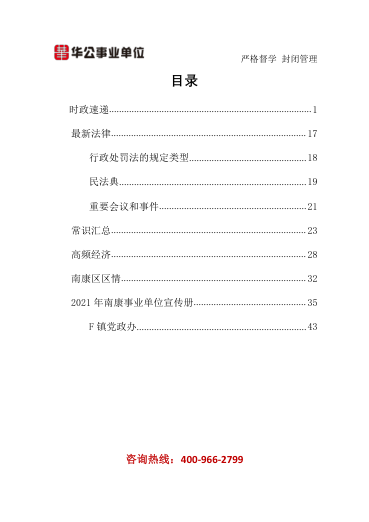 华公事业单位
严格督学 封闭管理
目录
时政速递........................................................................1
最新法律........................................................................17
行政处罚法的规定类型................................................18
民法典............................................................................19
重要会议和事件............................................................21
常识汇总........................................................................23
高频经济........................................................................28
南康区区情....................................................................32
2021 年南康事业单位宣传册........................................35
F 镇党政办....................................................................43
咨询热线：400-966-2799